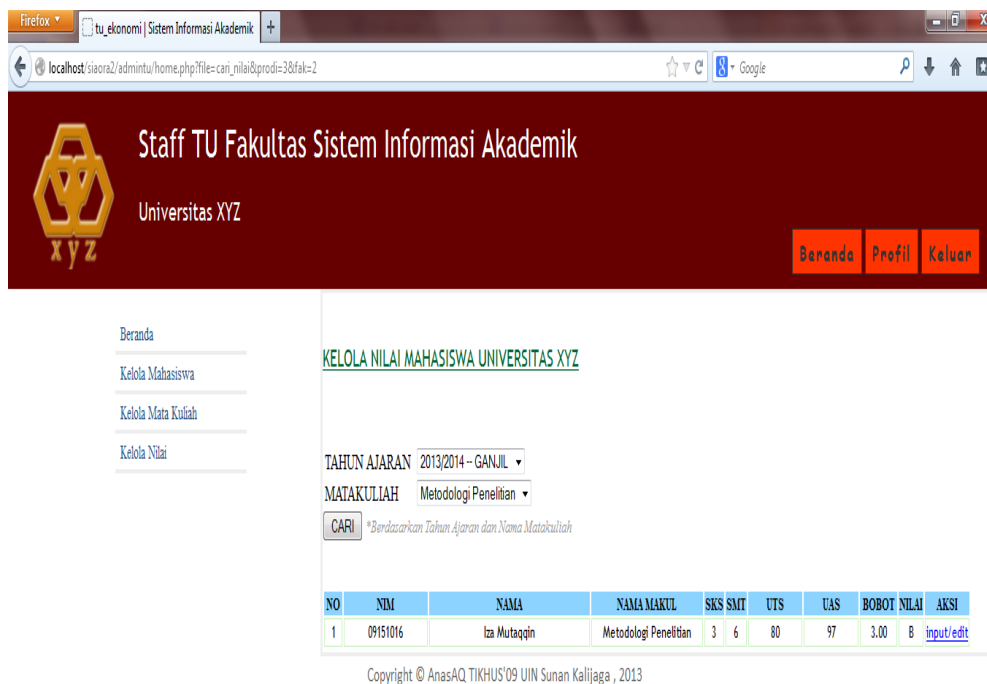 Firefox
tu_ekonomi | Sistem Informasi Akademik
localhost/siaora2/admintu/home.php?file=cari_nilai&prodi=38&fak=2
Google
Staff TU Fakultas Sistem Informasi Akademik
Universitas XYZ
x y z
Beranda Profil Keluar
Beranda
Kelola Mahasiswa
Kelola Mata Kuliah
Kelola Nilai
KELOLA NILAI MAHASISWA UNIVERSITAS XYZ
TAHUN AJARAN 2013/2014 -- GANJIL
MATAKULIAH Metodologi Penelitian
CARI *Berdasarkan Tahun Ajaran dan Nama Matakuliah
NO NIM NAMA NAMA MAKUL SKS SMT UTS UAS BOBOT NILAI AKSI
1 09151016 Iza Mutaqqin Metodologi Penelitian 3 6 80 97 3.00 B input/edit
Copyright © AnasAQ TIKHUS'09 UIN Sunan Kalijaga , 2013